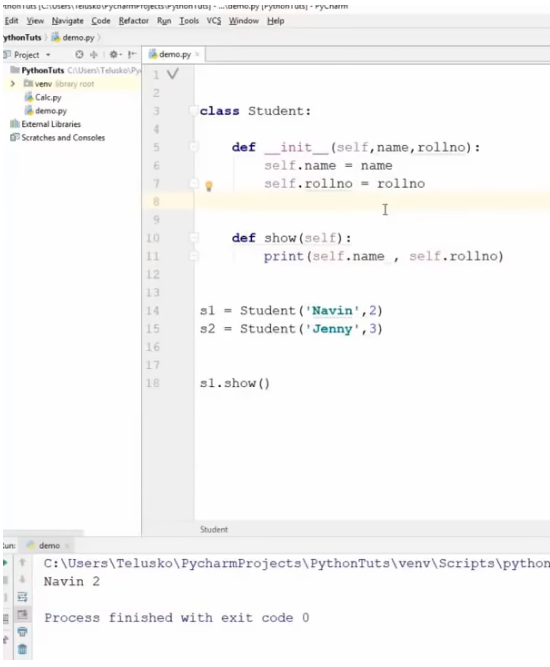 PythonTuts [C:\Users\Telusko\PycharmProjects\PythonTuts] - ...\demo.py [PythonTuts] - PyCharm
Edit View Navigate Code Refactor Run Tools VCS Window Help
ythonTuts demo.py
Project
demo.py
PythonTuts C:\Users\Telusko\Py
venv library root
Calc.py
demo.py
External Libraries
Scratches and Consoles
1
2
3 class Student:
4
5 def __init__(self,name,rollno):
6 self.name = name
7 self.rollno = rollno
8
9
10 def show(self):
11 print(self.name , self.rollno)
12
13
14 s1 = Student('Navin',2)
15 s2 = Student('Jenny',3)
16
17
18 s1.show()
Student
un: demo
C:\Users\Telusko\PycharmProjects\PythonTuts\venv\Scripts\python
Navin 2
Process finished with exit code 0